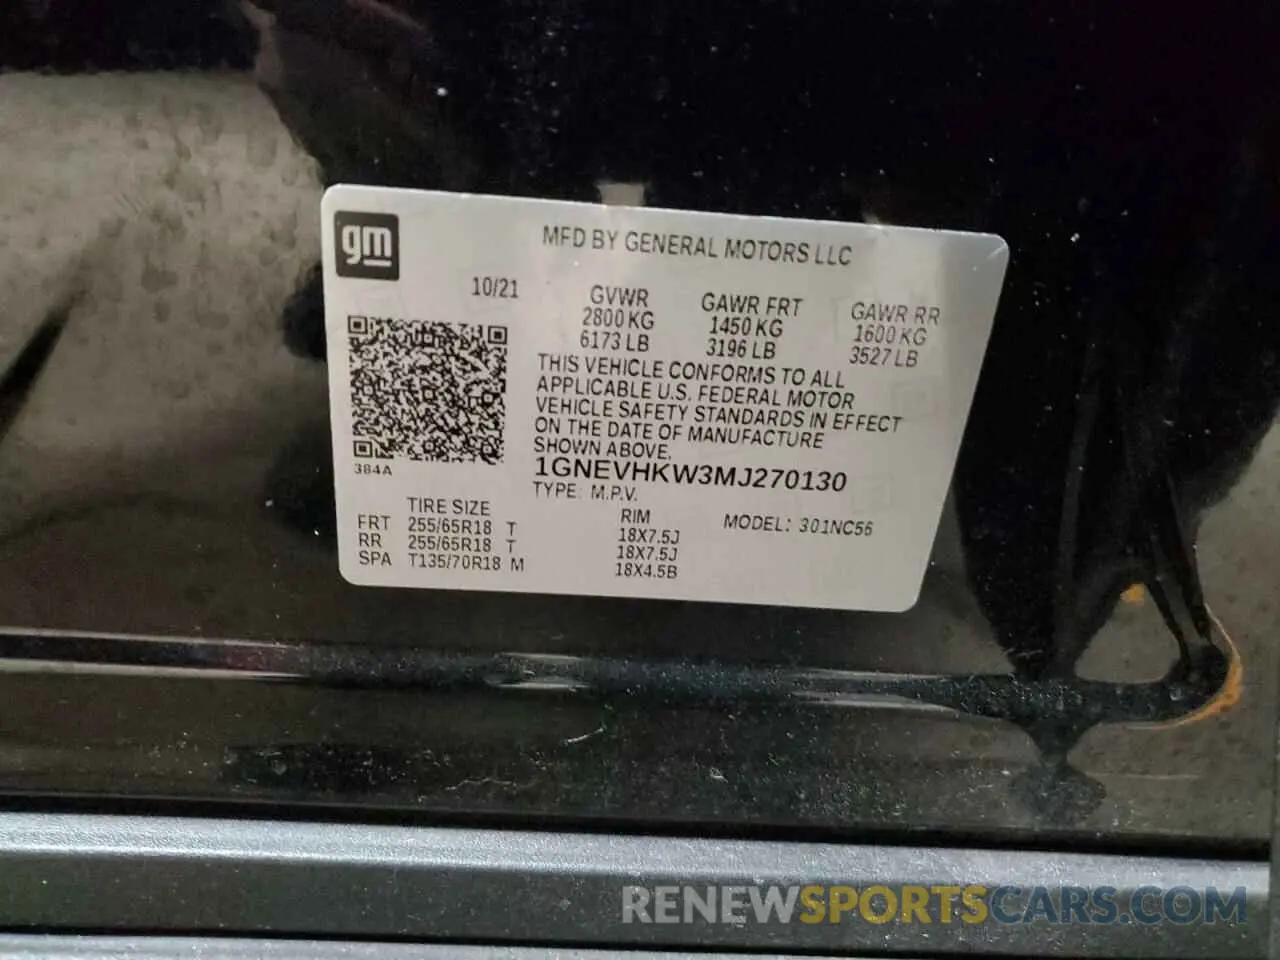 gm
MFD BY GENERAL MOTORS LLC
10/21
GVWR GAWR FRT GAWR RR
2800 KG 1450 KG 1600 KG
6173 LB 3196 LB 3527 LB
THIS VEHICLE CONFORMS TO ALL
APPLICABLE U.S. FEDERAL MOTOR
VEHICLE SAFETY STANDARDS IN EFFECT
ON THE DATE OF MANUFACTURE
SHOWN ABOVE.
384A
1GNEVHKW3MJ270130
TYPE: M.P.V.
TIRE SIZE RIM MODEL: 301NC56
FRT 255/65R18 T 18X7.5J
RR 255/65R18 T 18X7.5J
SPA T135/70R18 M 18X4.5B
RENEWSPORTSCARS.COM